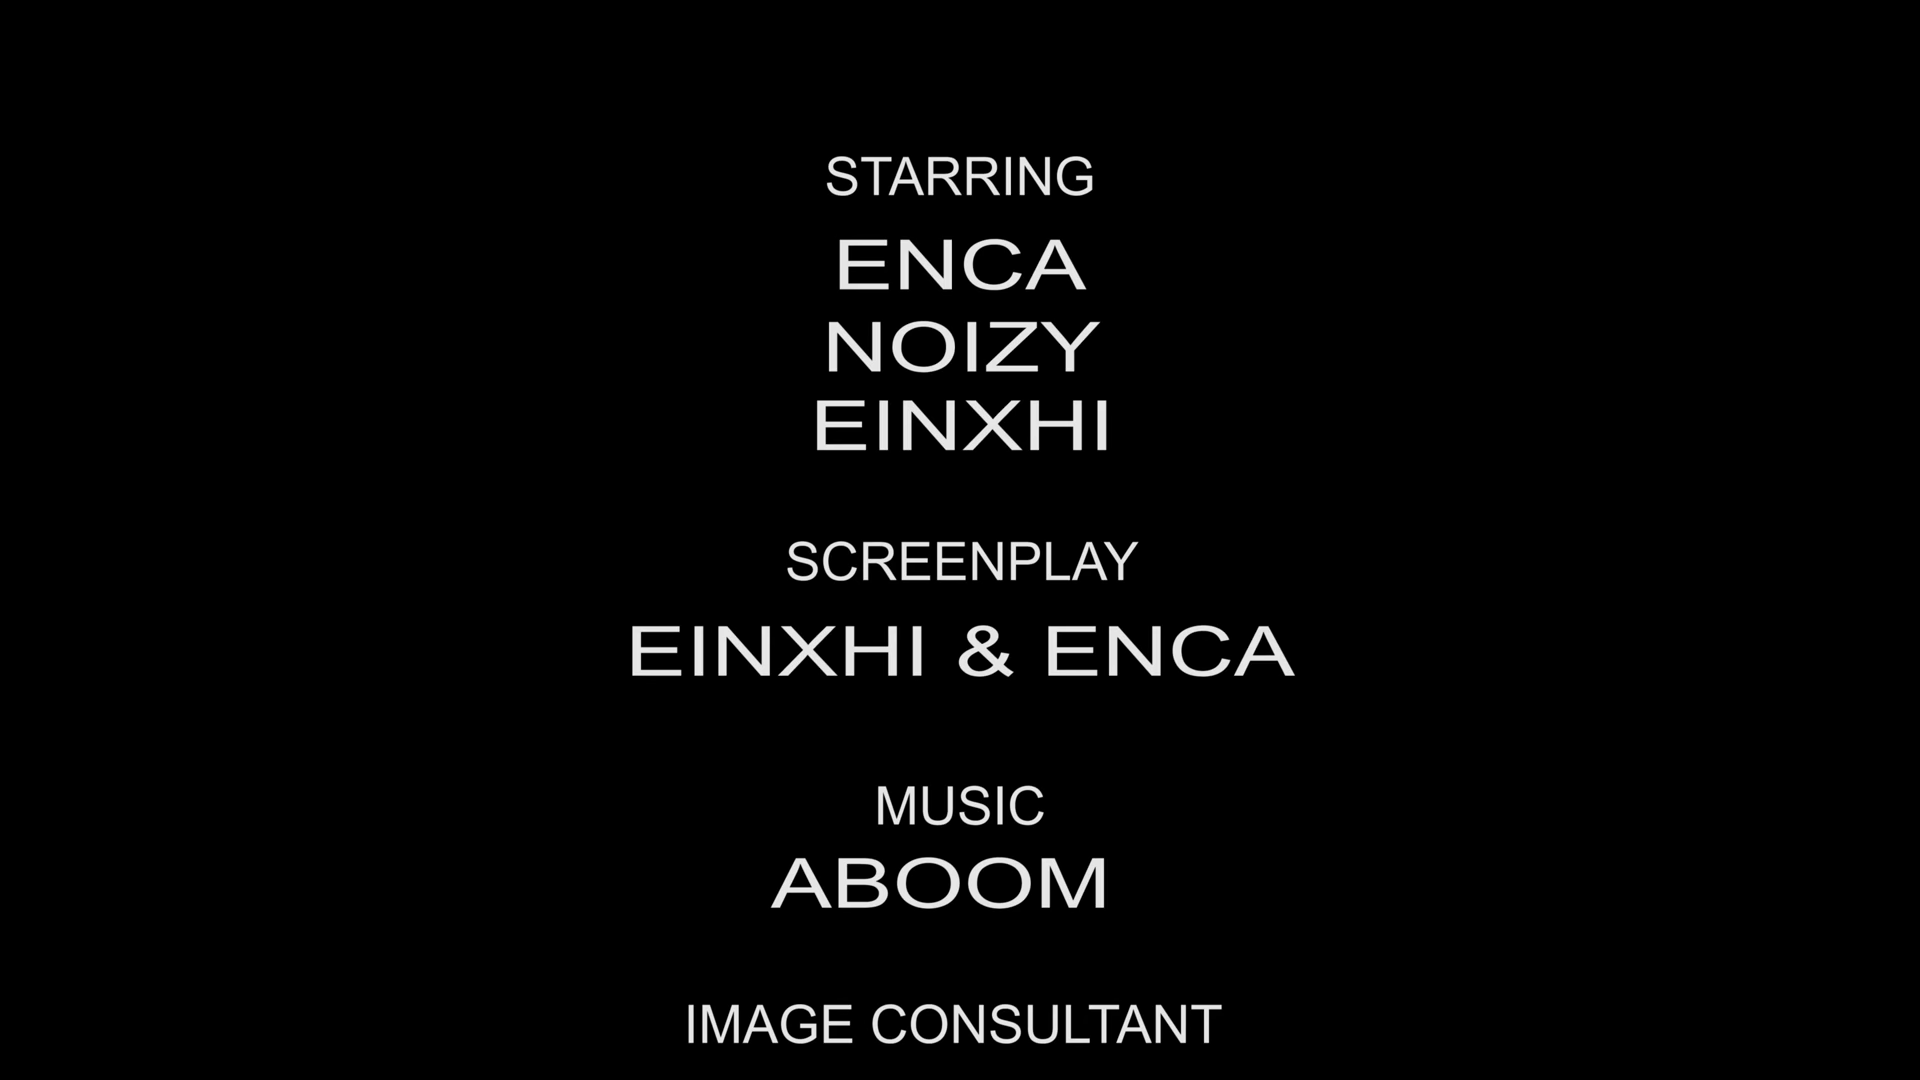 STARRING
ENCA
NOIZY
EINXHI
SCREENPLAY
EINXHI & ENCA
MUSIC
ABOOM
IMAGE CONSULTANT